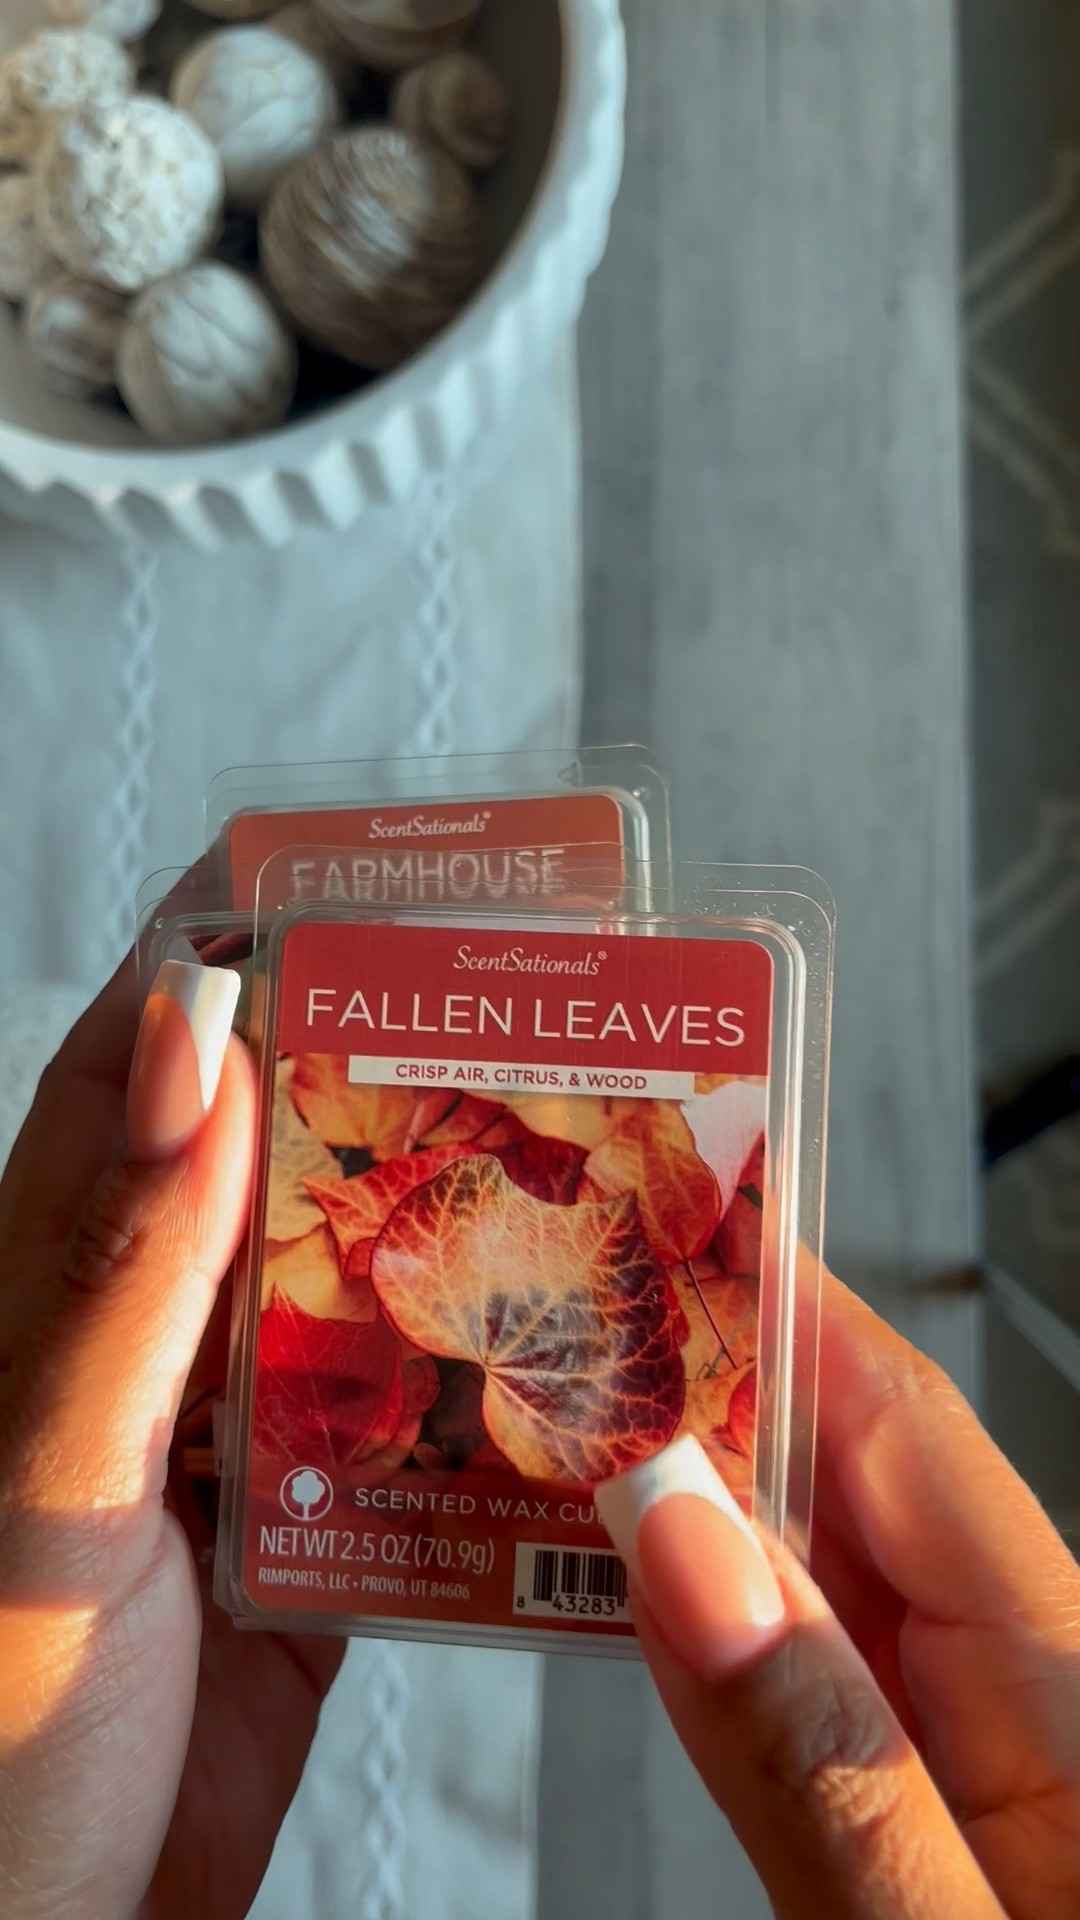 ScentSationals®
FARMHOUSE
ScentSationals®
FALLEN LEAVES
CRISP AIR, CITRUS, & WOOD
SCENTED WAX CU
NET WT 2.5 OZ (70.9g)
RIMPORTS, LLC • PROVO, UT 84606
8 43283